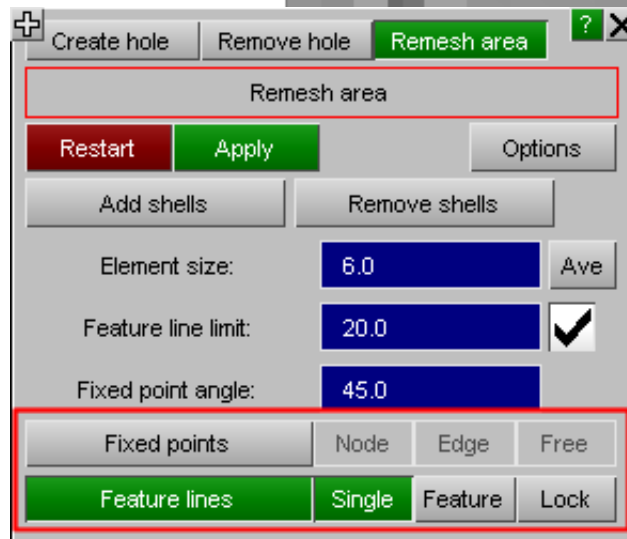 Create hole Remove hole Remesh area ? X
Remesh area
Restart Apply Options
Add shells Remove shells
Element size: 6.0 Ave
Feature line limit: 20.0
Fixed point angle: 45.0
Fixed points Node Edge Free
Feature lines Single Feature Lock